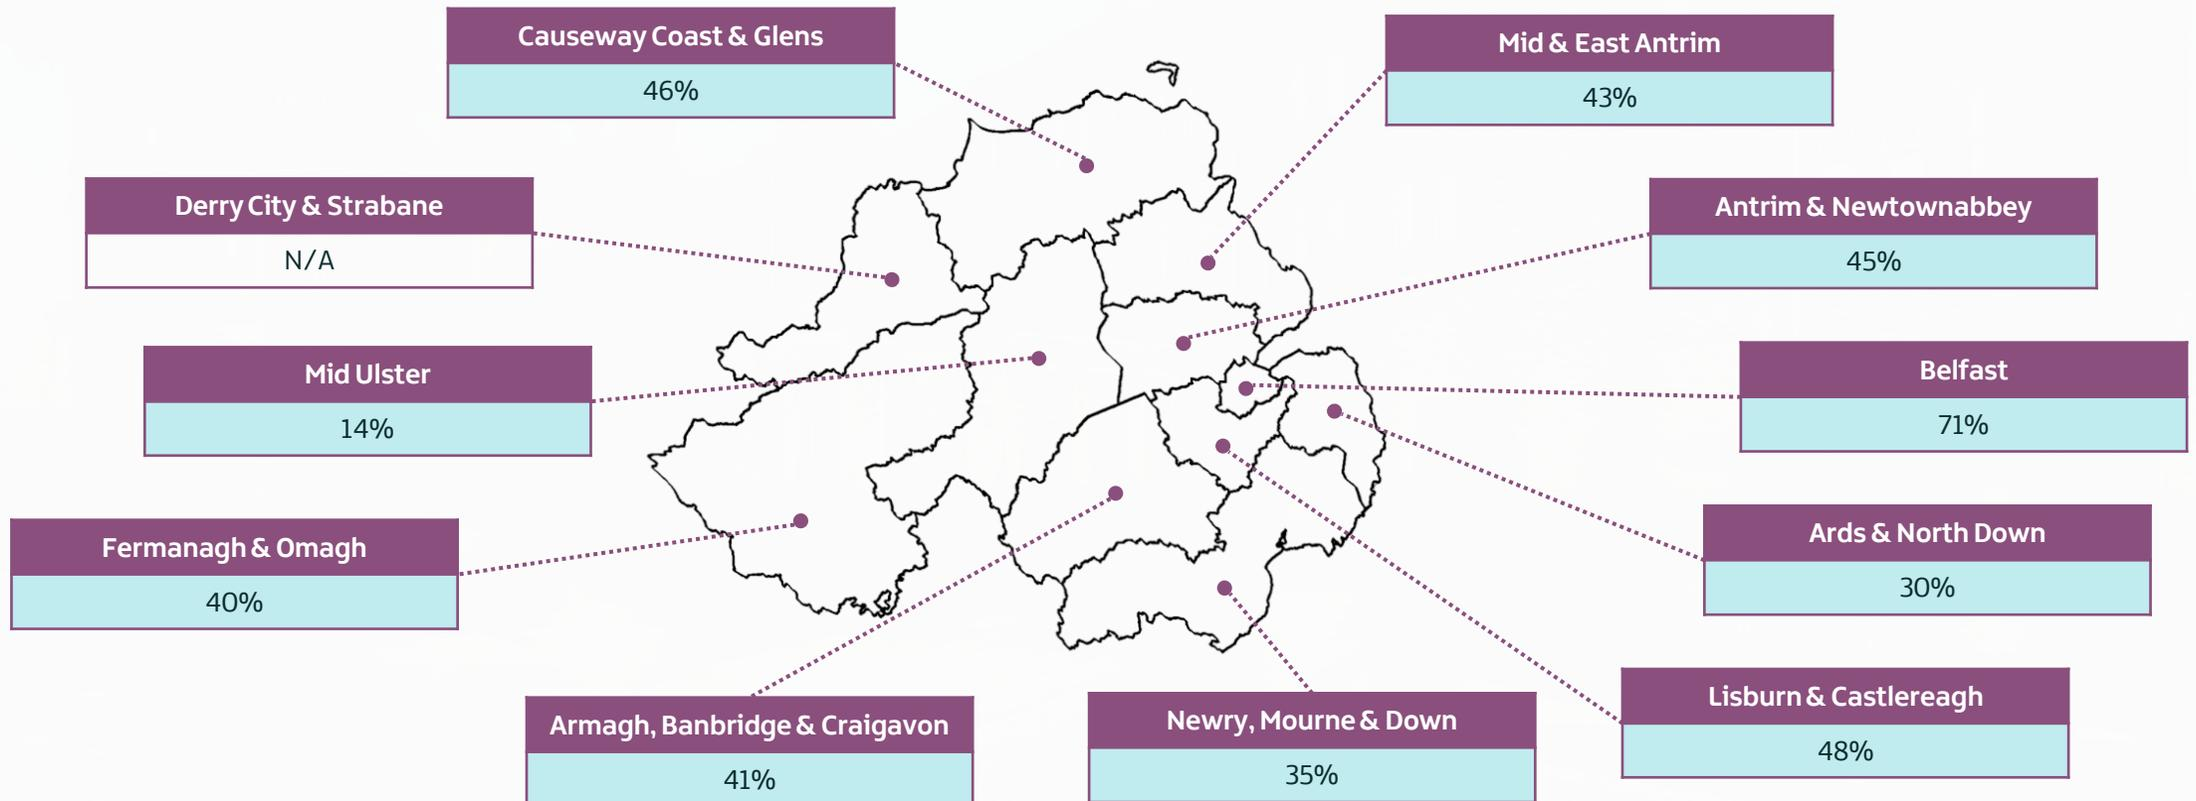 Causeway Coast & Glens
46%
Mid & East Antrim
43%
Derry City & Strabane
N/A
Antrim & Newtownabbey
45%
Mid Ulster
14%
Belfast
71%
Fermanagh & Omagh
40%
Ards & North Down
30%
Armagh, Banbridge & Craigavon
41%
Newry, Mourne & Down
35%
Lisburn & Castlereagh
48%